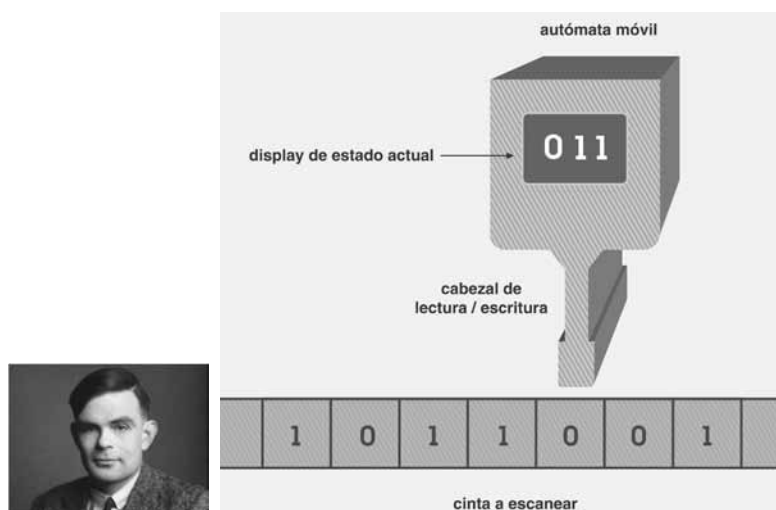 autómata móvil
display de estado actual
011
cabezal de
lectura / escritura
1 0 1 1 0 0 1
cinta a escanear